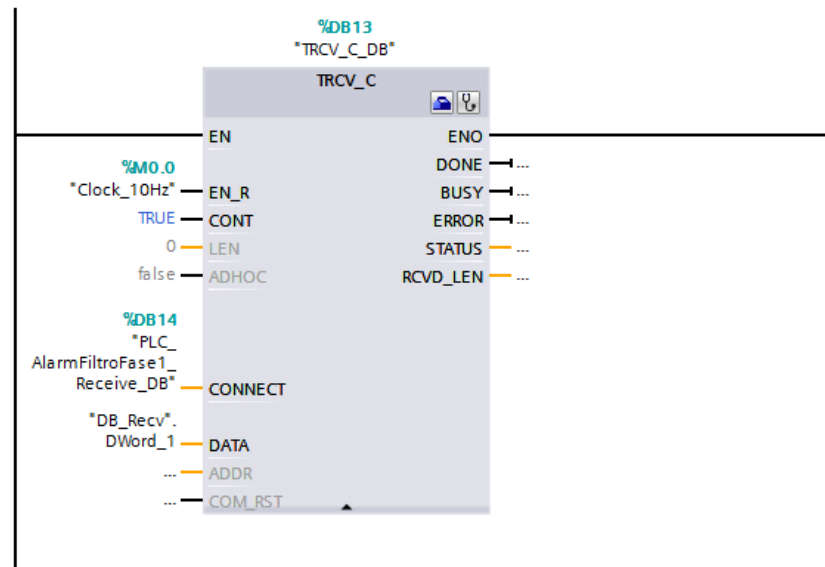 %DB13
"TRCV_C_DB"
TRCV_C
EN ENO
DONE ...
%M0.0
"Clock_10Hz" EN_R BUSY ...
TRUE CONT ERROR ...
0 LEN STATUS ...
false ADHOC RCVD_LEN ...
%DB14
"PLC_
AlarmFiltroFase1_
Receive_DB" CONNECT
"DB_Recv".
DWord_1 DATA
... ADDR
... COM_RST